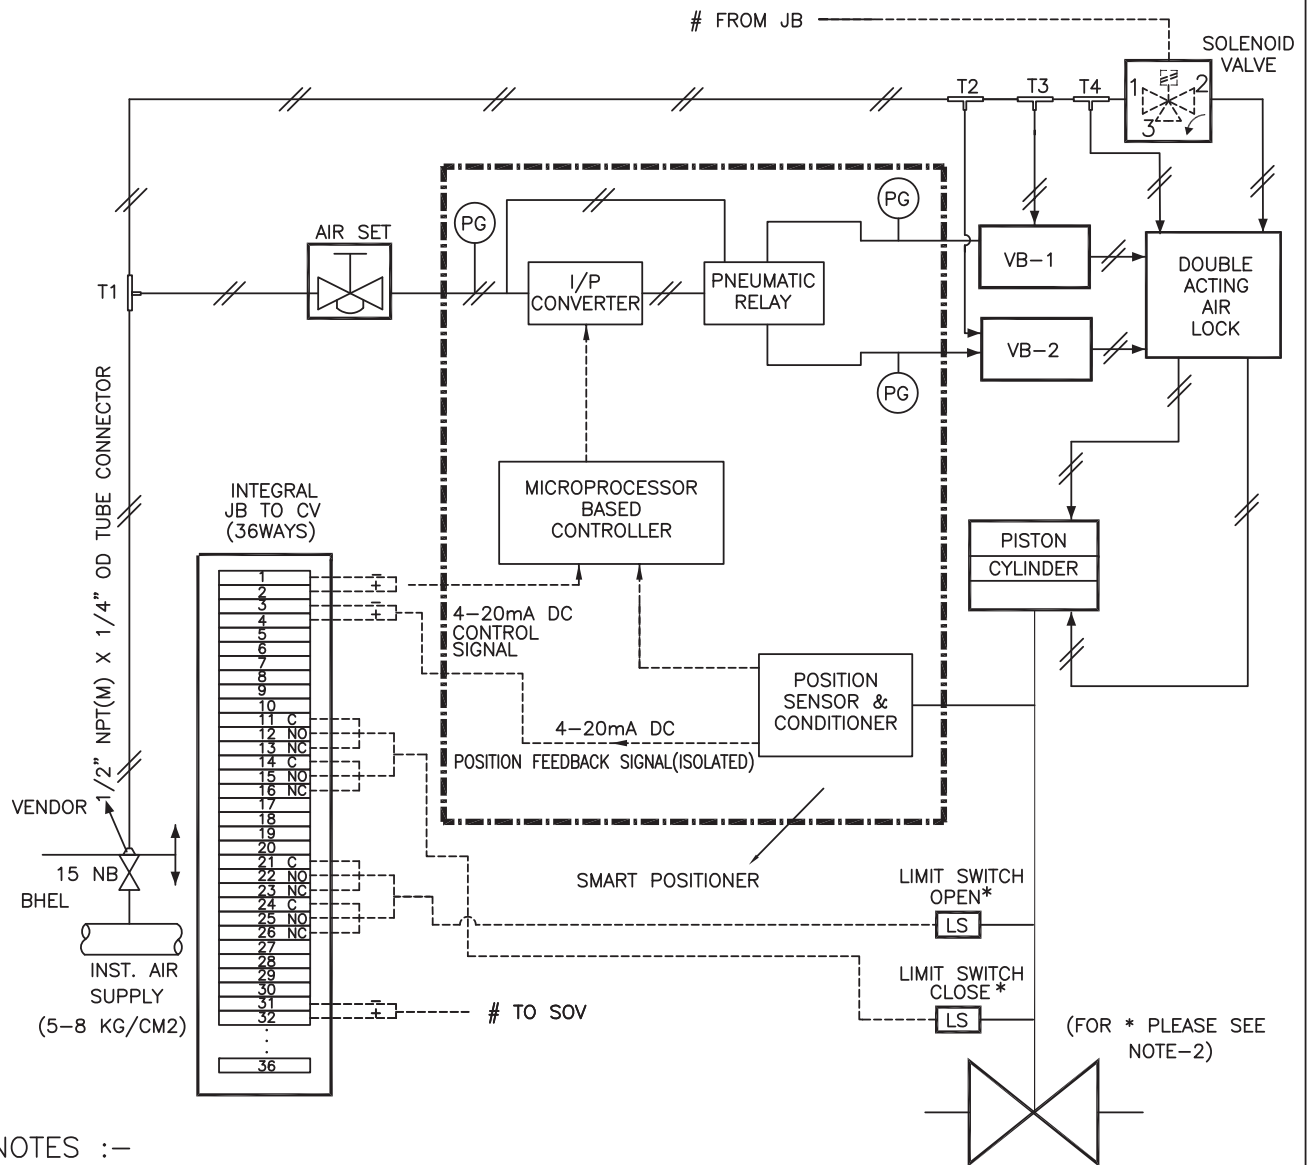 # FROM JB
SOLENOID
VALVE
T2
T3
T4
1
2
3
PG
PG
AIR SET
T1
I/P
CONVERTER
PNEUMATIC
RELAY
VB-1
DOUBLE
ACTING
AIR
LOCK
VB-2
PG
1/2" NPT(M) X 1/4" OD TUBE CONNECTOR
INTEGRAL
JB TO CV
(36WAYS)
MICROPROCESSOR
BASED
CONTROLLER
PISTON
CYLINDER
1
2
3
4
5
6
7
8
9
10
11 C
12 NO
13 NC
14 C
15 NO
16 NC
17
18
19
20
21 C
22 NO
23 NC
24 C
25 NO
26 NC
27
28
29
30
31
32
36
-
+
-
+
4-20mA DC
CONTROL
SIGNAL
POSITION
SENSOR &
CONDITIONER
4-20mA DC
POSITION FEEDBACK SIGNAL(ISOLATED)
VENDOR
15 NB
BHEL
INST. AIR
SUPPLY
(5-8 KG/CM2)
SMART POSITIONER
LIMIT SWITCH
OPEN*
LS
LIMIT SWITCH
CLOSE*
LS
-
+
# TO SOV
(FOR * PLEASE SEE
NOTE-2)
NOTES :-